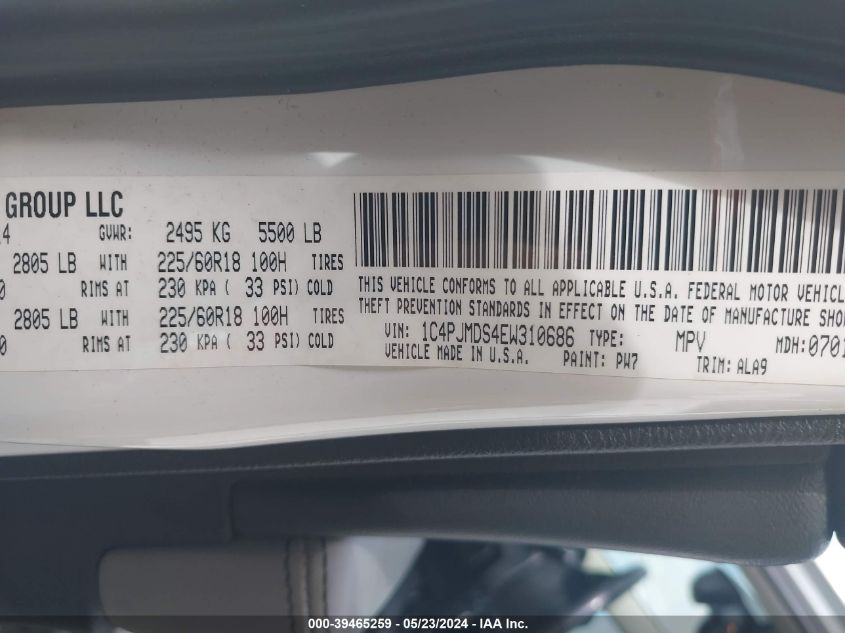 GROUP LLC
GVWR: 2495 KG 5500 LB
2805 LB WITH 225/60R18 100H TIRES
RIMS AT 230 KPA ( 33 PSI) COLD
2805 LB WITH 225/60R18 100H TIRES
RIMS AT 230 KPA ( 33 PSI) COLD
THIS VEHICLE CONFORMS TO ALL APPLICABLE U.S.A. FEDERAL MOTOR
THEFT PREVENTION STANDARDS IN EFFECT ON THE DATE OF MANUFACTURE
VIN: 1C4PJMDS4EW310686 TYPE: MPV MDH:0701
VEHICLE MADE IN U.S.A. PAINT: PW7 TRIM: ALA9
000-39465259 - 05/23/2024 - IAA Inc.